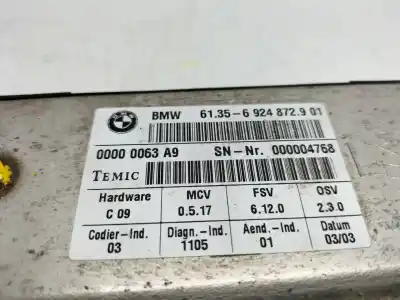 BMW 61.35-6 924 872.9 01
0000 0063 A9 SN-Nr. 000004768
TEMIC
Hardware MCV FSV OSV
C 09 0.5.17 6.12.0 2.3.0
Codier-Ind. Diagn.-Ind. Aend.-Ind. Datum
03 1105 01 03/03